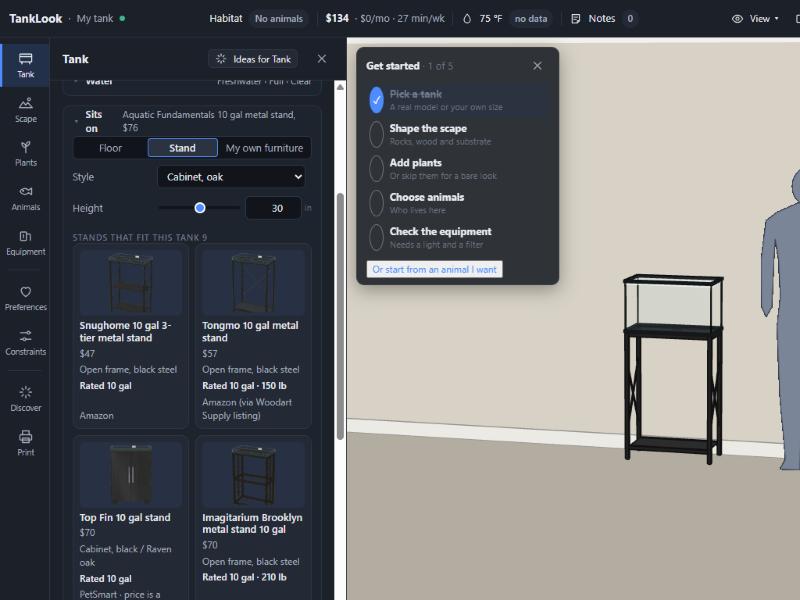 TankLook · My tank
Habitat No animals
$134 · $0/mo · 27 min/wk
75 °F no data
Notes 0
View
Tank
Scape
Plants
Animals
Equipment
Preferences
Constraints
Discover
Print
Tank
Ideas for Tank
Water Freshwater · Full · Clear
Sits on
Aquatic Fundamentals 10 gal metal stand, $76
Floor Stand My own furniture
Style Cabinet, oak
Height 30 in
STANDS THAT FIT THIS TANK 9
Snughome 10 gal 3-
tier metal stand
$47
Open frame, black steel
Rated 10 gal
Amazon
Tongmo 10 gal metal
stand
$57
Open frame, black steel
Rated 10 gal · 150 lb
Amazon (via Woodart
Supply listing)
Top Fin 10 gal stand
$70
Cabinet, black / Raven
oak
Rated 10 gal
PetSmart · price is a
Imagitarium Brooklyn
metal stand 10 gal
$70
Open frame, black steel
Rated 10 gal · 210 lb
Get started · 1 of 5
Pick a tank
A real model or your own size
Shape the scape
Rocks, wood and substrate
Add plants
Or skip them for a bare look
Choose animals
Who lives here
Check the equipment
Needs a light and a filter
Or start from an animal I want